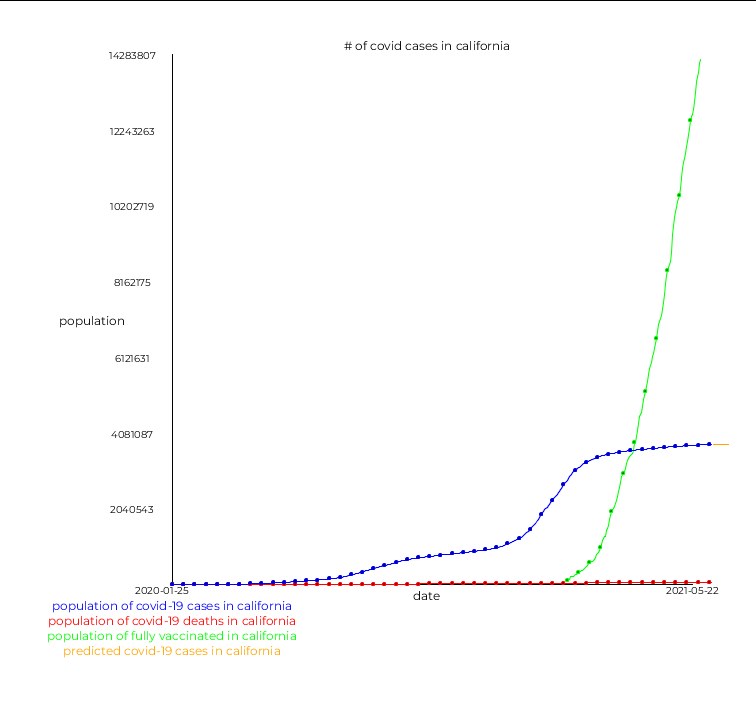 # of covid cases in california
14283807
12243263
10202719
8162175
population
6121631
4081087
2040543
2020-01-25
2021-05-22
date
population of covid-19 cases in california
population of covid-19 deaths in california
population of fully vaccinated in california
predicted covid-19 cases in california